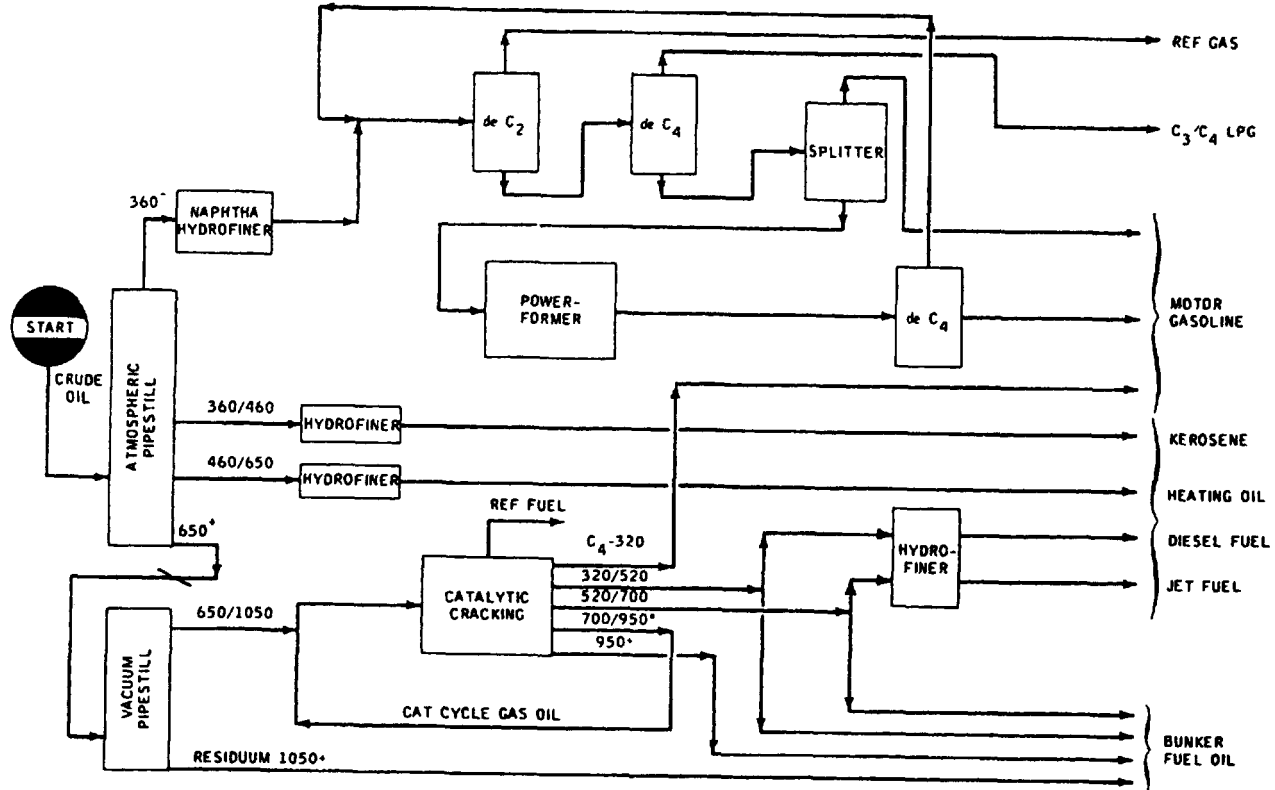 REF GAS
de C2
de C4
C3/C4 LPG
SPLITTER
360-
NAPHTHA
HYDROFINER
POWER-
FORMER
de C4
MOTOR
GASOLINE
START
CRUDE
OIL
ATMOSPHERIC
PIPESTILL
360/460
HYDROFINER
KEROSENE
460/650
HYDROFINER
HEATING OIL
650+
REF FUEL
C4-320
320/520
520/700
700/950°
950+
CATALYTIC
CRACKING
HYDRO-
FINER
DIESEL FUEL
JET FUEL
650/1050
VACUUM
PIPESTILL
CAT CYCLE GAS OIL
RESIDUUM 1050+
BUNKER
FUEL OIL